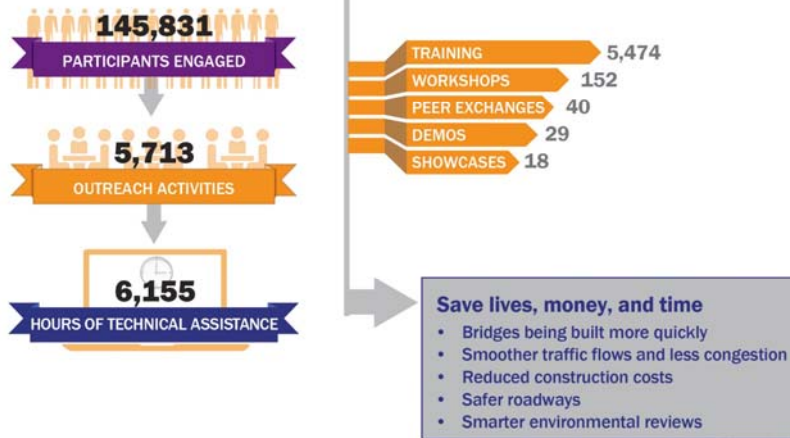 145,831
PARTICIPANTS ENGAGED
5,713
OUTREACH ACTIVITIES
6,155
HOURS OF TECHNICAL ASSISTANCE
TRAINING 5,474
WORKSHOPS 152
PEER EXCHANGES 40
DEMOS 29
SHOWCASES 18
Save lives, money, and time
• Bridges being built more quickly
• Smoother traffic flows and less congestion
• Reduced construction costs
• Safer roadways
• Smarter environmental reviews